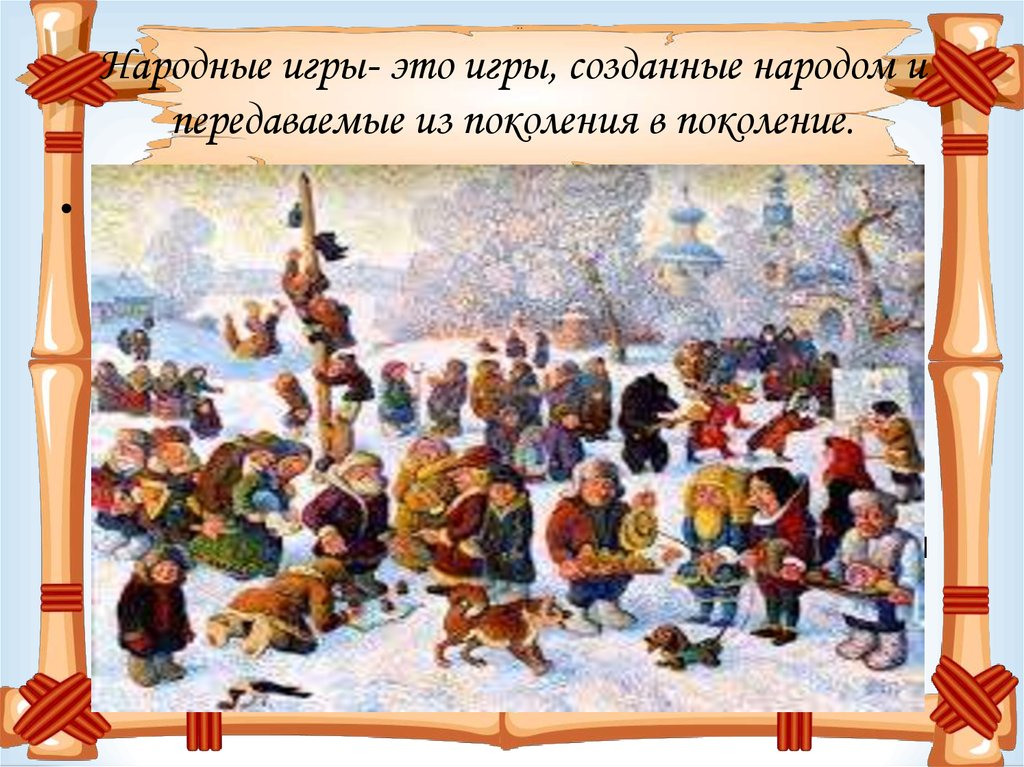 Народные игры- это игры, созданные народом и
передаваемые из поколения в поколение.
•